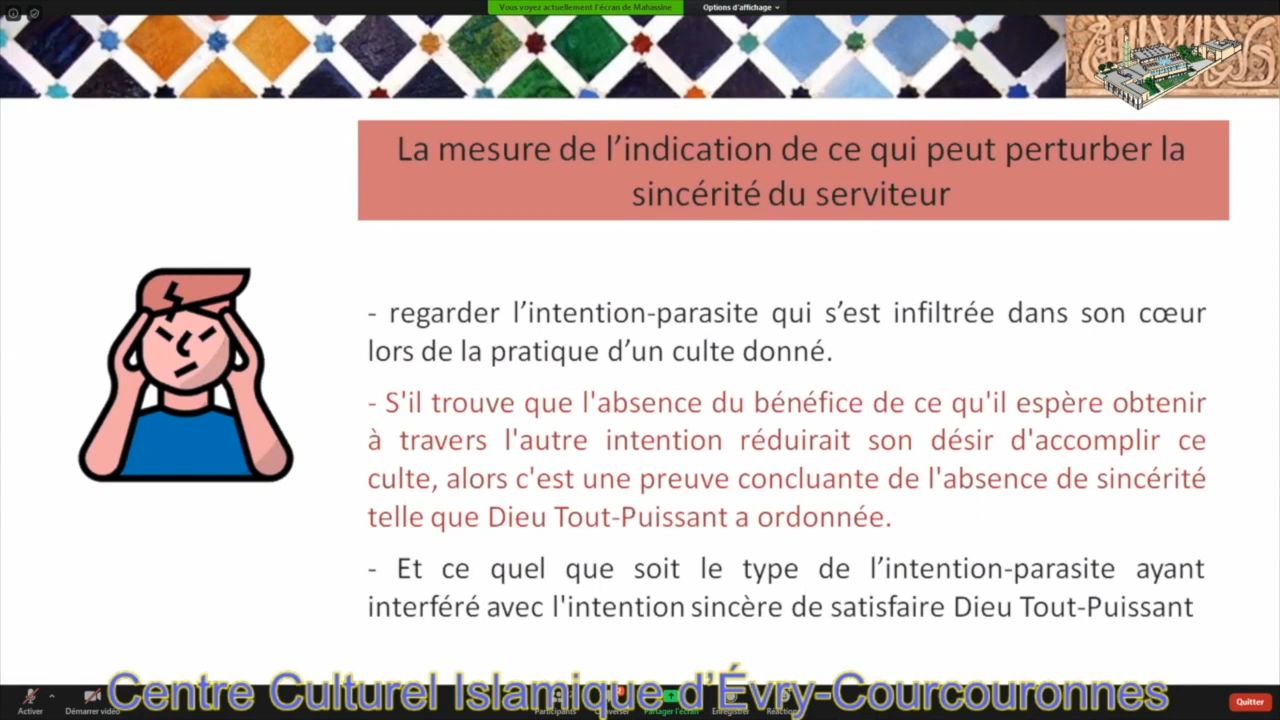 Vous voyez actuellement l'écran de Mahassine
Options d'affichage
La mesure de l’indication de ce qui peut perturber la
sincérité du serviteur
- regarder l’intention-parasite qui s’est infiltrée dans son cœur
lors de la pratique d’un culte donné.
- S'il trouve que l'absence du bénéfice de ce qu'il espère obtenir
à travers l'autre intention réduirait son désir d'accomplir ce
culte, alors c'est une preuve concluante de l'absence de sincérité
telle que Dieu Tout-Puissant a ordonnée.
- Et ce quel que soit le type de l’intention-parasite ayant
interféré avec l'intention sincère de satisfaire Dieu Tout-Puissant
Centre Culturel Islamique d’Évry-Courcouronnes
Activer
Démarrer vidéo
Participants
Converser
Partager l'écran
Enregistrer
Réactions
Quitter